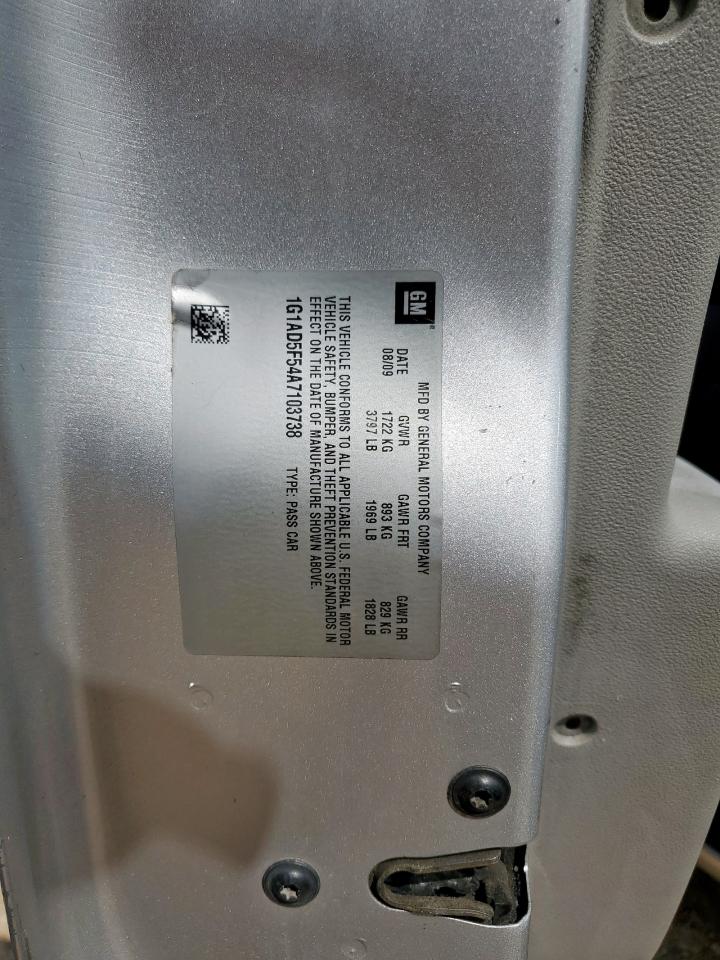 GM
®
MFD BY GENERAL MOTORS COMPANY
DATE GVWR GAWR FRT GAWR RR
08/09 1722 KG 893 KG 829 KG
3797 LB 1969 LB 1828 LB
THIS VEHICLE CONFORMS TO ALL APPLICABLE U.S. FEDERAL MOTOR
VEHICLE SAFETY, BUMPER, AND THEFT PREVENTION STANDARDS IN
EFFECT ON THE DATE OF MANUFACTURE SHOWN ABOVE.
1G1AD5F54A7103738 TYPE: PASS CAR